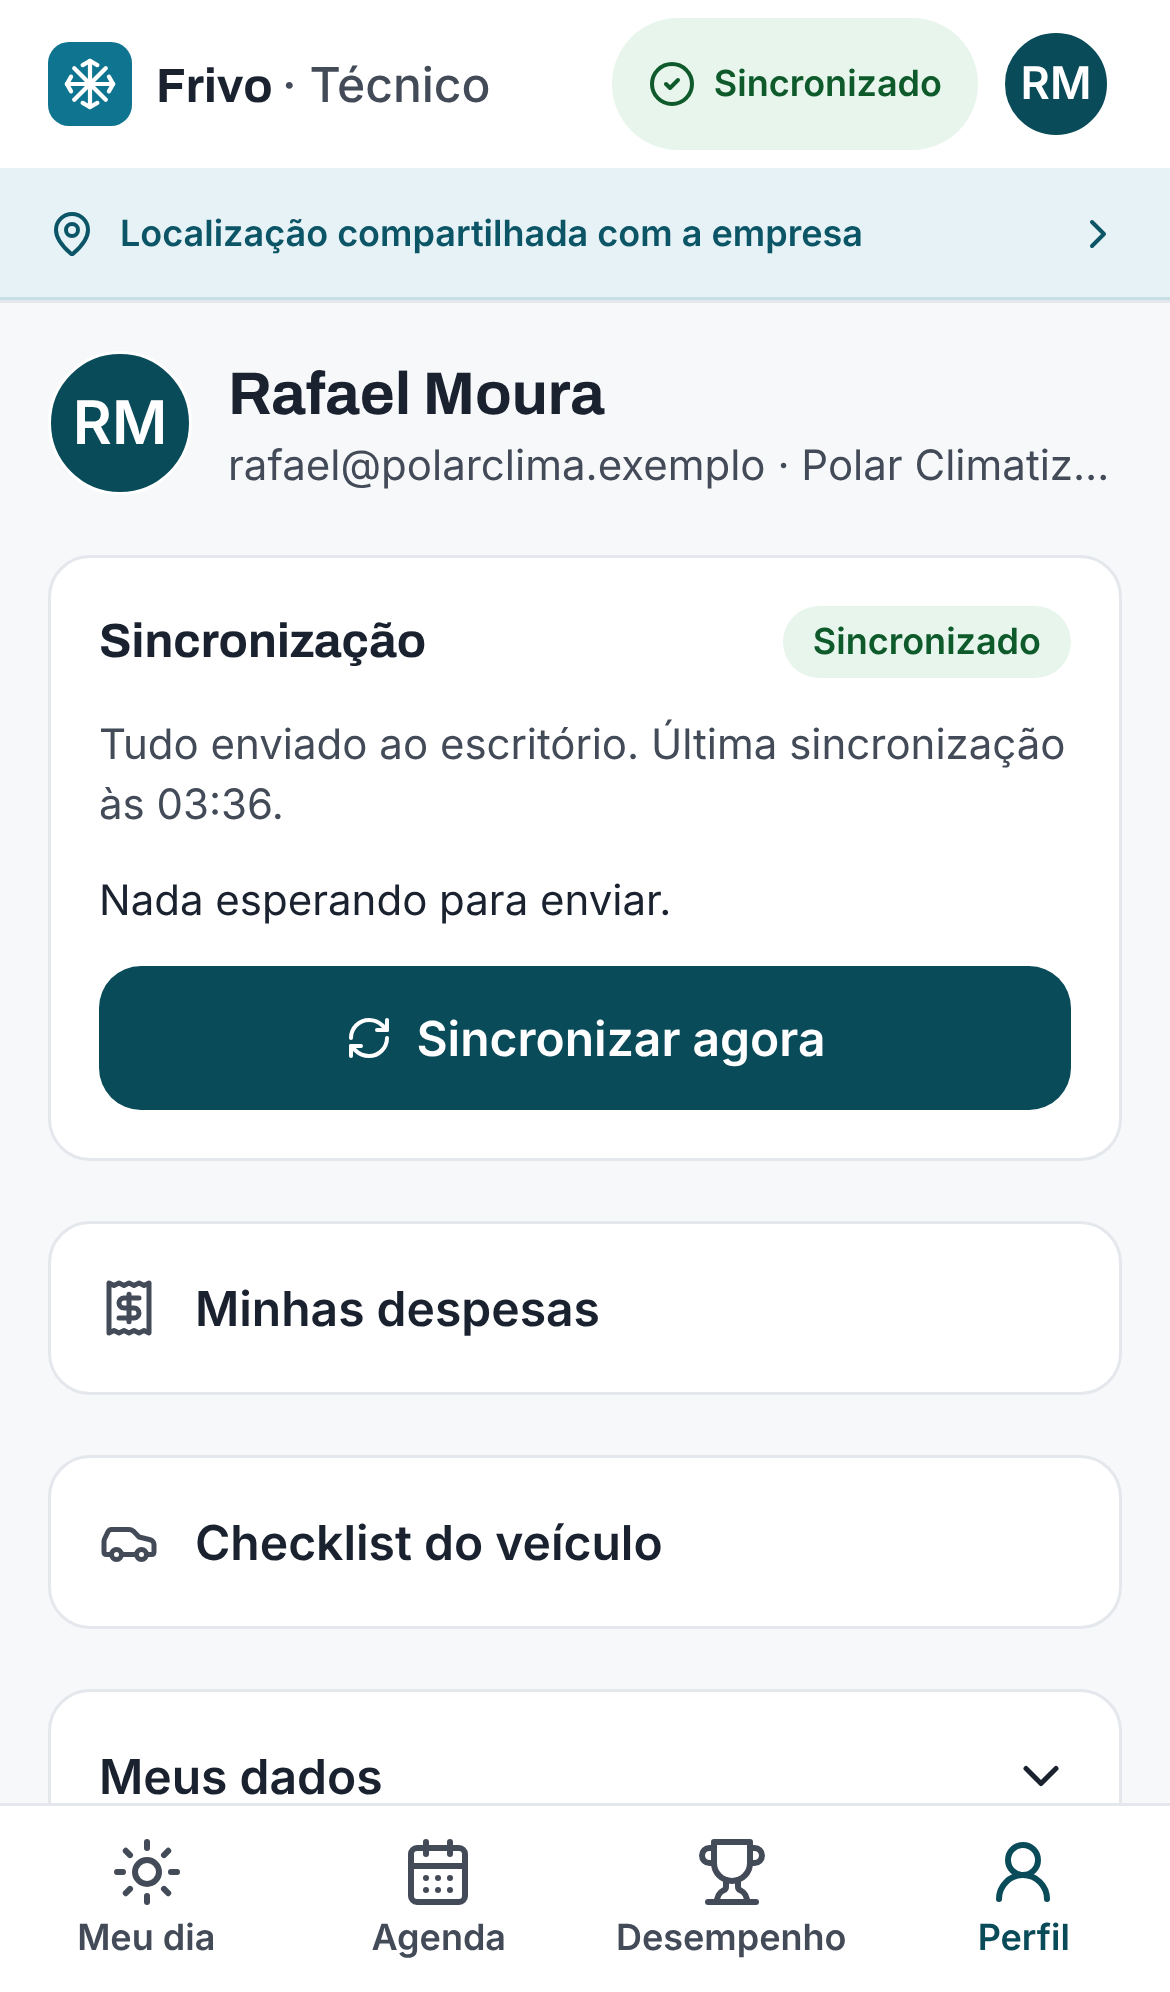 Frivo · Técnico
Sincronizado
RM
Localização compartilhada com a empresa
RM
Rafael Moura
rafael@polarclima.exemplo · Polar Climatiz...
Sincronização
Sincronizado
Tudo enviado ao escritório. Última sincronização
às 03:36.
Nada esperando para enviar.
Sincronizar agora
Minhas despesas
Checklist do veículo
Meus dados
Meu dia
Agenda
Desempenho
Perfil